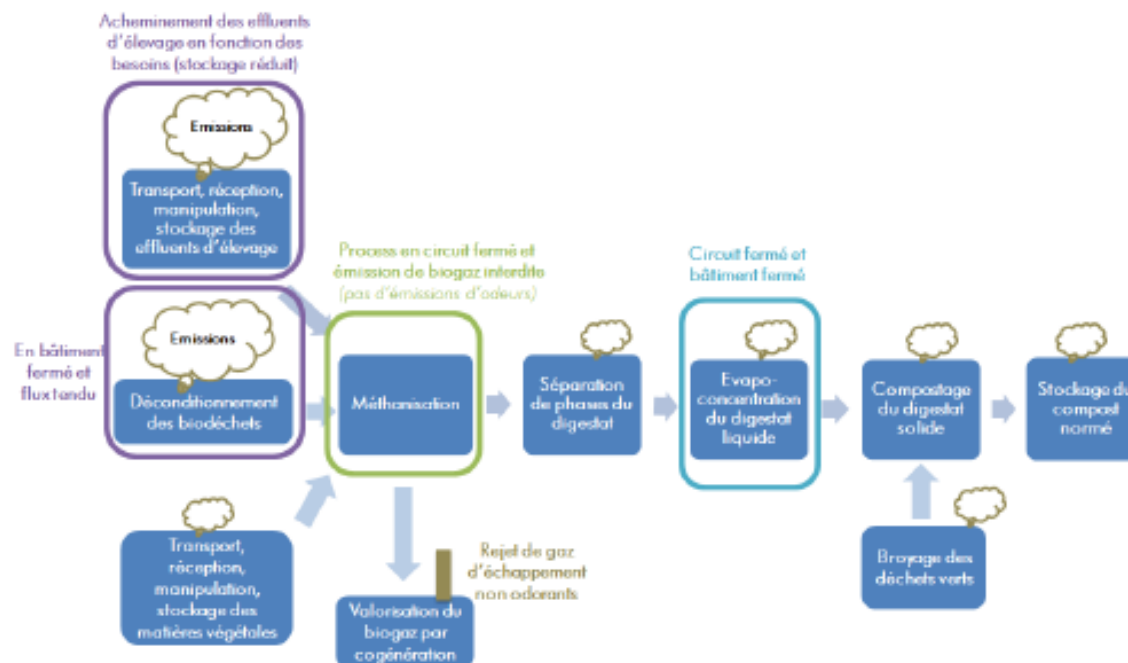 Acheminement des effluents
d'élevage en fonction des
besoins (stockage réduit)
Emissions
Transport, réception,
manipulation,
stockage des
effluents d'élevage
Process en circuit fermé et
émission de biogaz interdite
(pas d'émissions d'odeurs)
Circuit fermé et
bâtiment fermé
En bâtiment
fermé et
flux tendu
Emissions
Déconditionnement
des biodéchets
Méthanisation
Séparation
de phases du
digestat
Evapo-
concentration
du digestat
liquide
Compostage
du digestat
solide
Stockage du
compost
normé
Transport,
réception,
manipulation,
stockage des
matières végétales
Rejet de gaz
d'échappement
non odorants
Valorisation du
biogaz par
cogénération
Broyage des
déchets verts